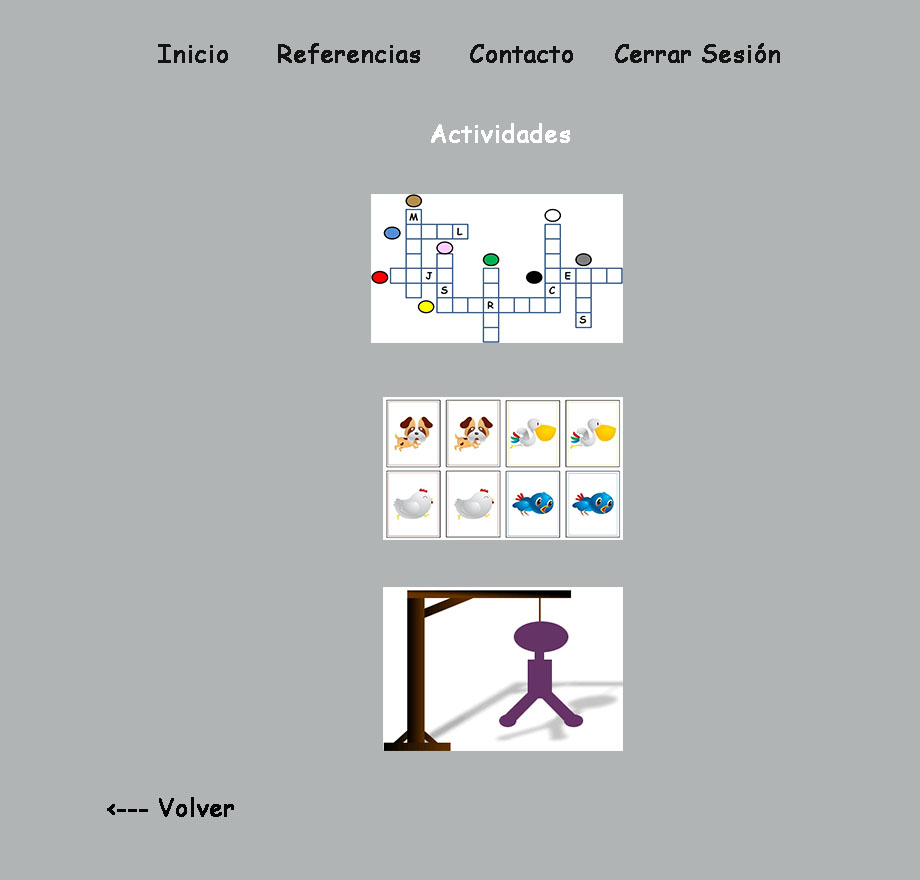 Inicio Referencias Contacto Cerrar Sesión
Actividades
M
L
J
E
S
C
R
S
<--- Volver